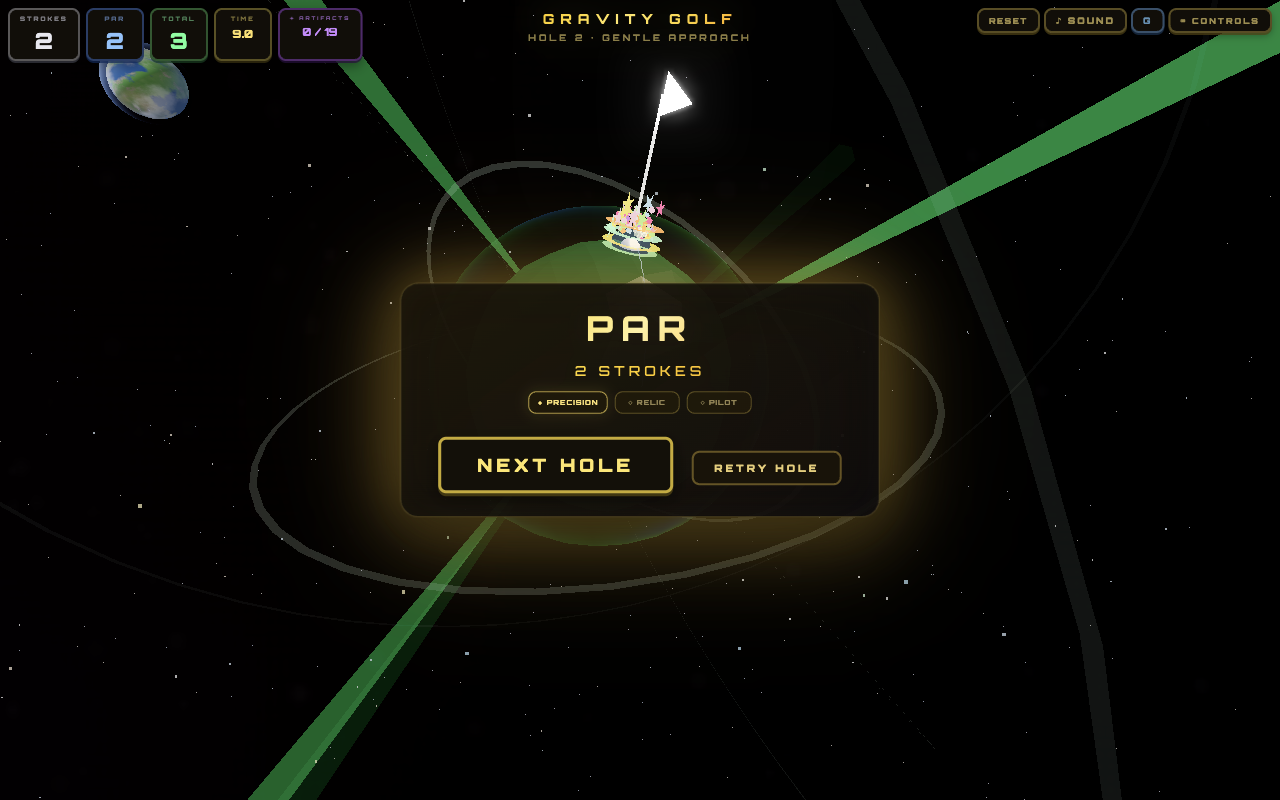 STROKES
2
PAR
2
TOTAL
3
TIME
9.0
✦ ARTIFACTS
0 / 19
GRAVITY GOLF
HOLE 2 · GENTLE APPROACH
RESET
♪ SOUND
G
≡ CONTROLS
PAR
2 STROKES
◆ PRECISION
◇ RELIC
◇ PILOT
NEXT HOLE
RETRY HOLE